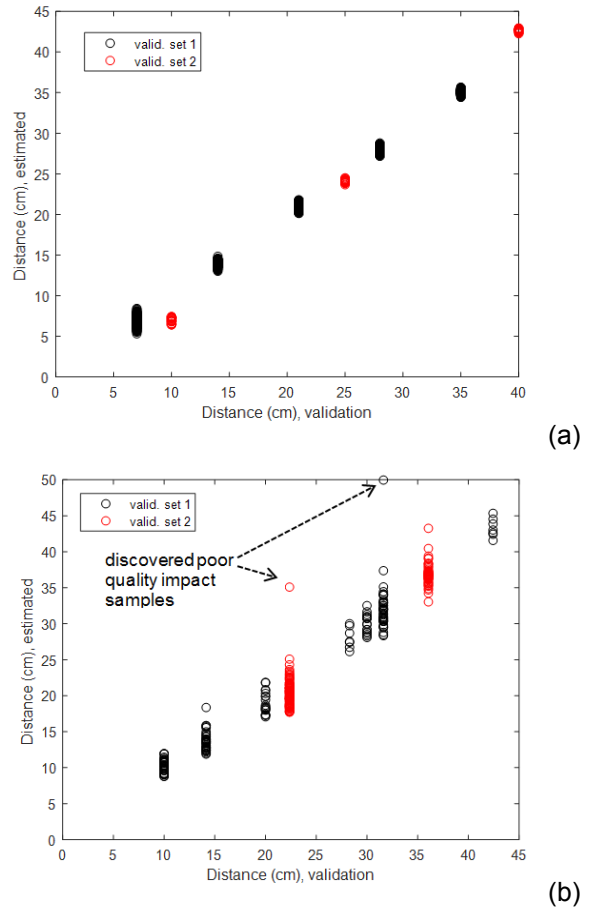 45
40
35
30
25
20
15
10
5
0
Distance (cm), estimated
valid. set 1
valid. set 2
0 5 10 15 20 25 30 35 40
Distance (cm), validation
(a)
50
45
40
35
30
25
20
15
10
5
0
Distance (cm), estimated
valid. set 1
valid. set 2
discovered poor
quality impact
samples
0 5 10 15 20 25 30 35 40 45
Distance (cm), validation
(b)